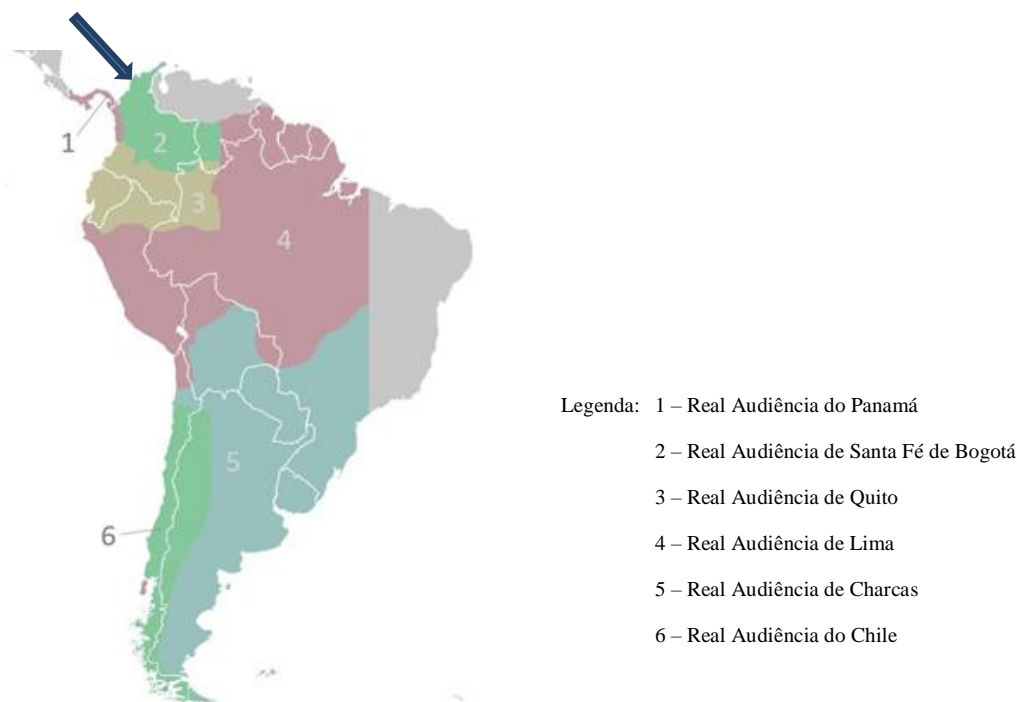 1
2
3
4
5
6
Legenda: 1 – Real Audiência do Panamá
2 – Real Audiência de Santa Fé de Bogotá
3 – Real Audiência de Quito
4 – Real Audiência de Lima
5 – Real Audiência de Charcas
6 – Real Audiência do Chile